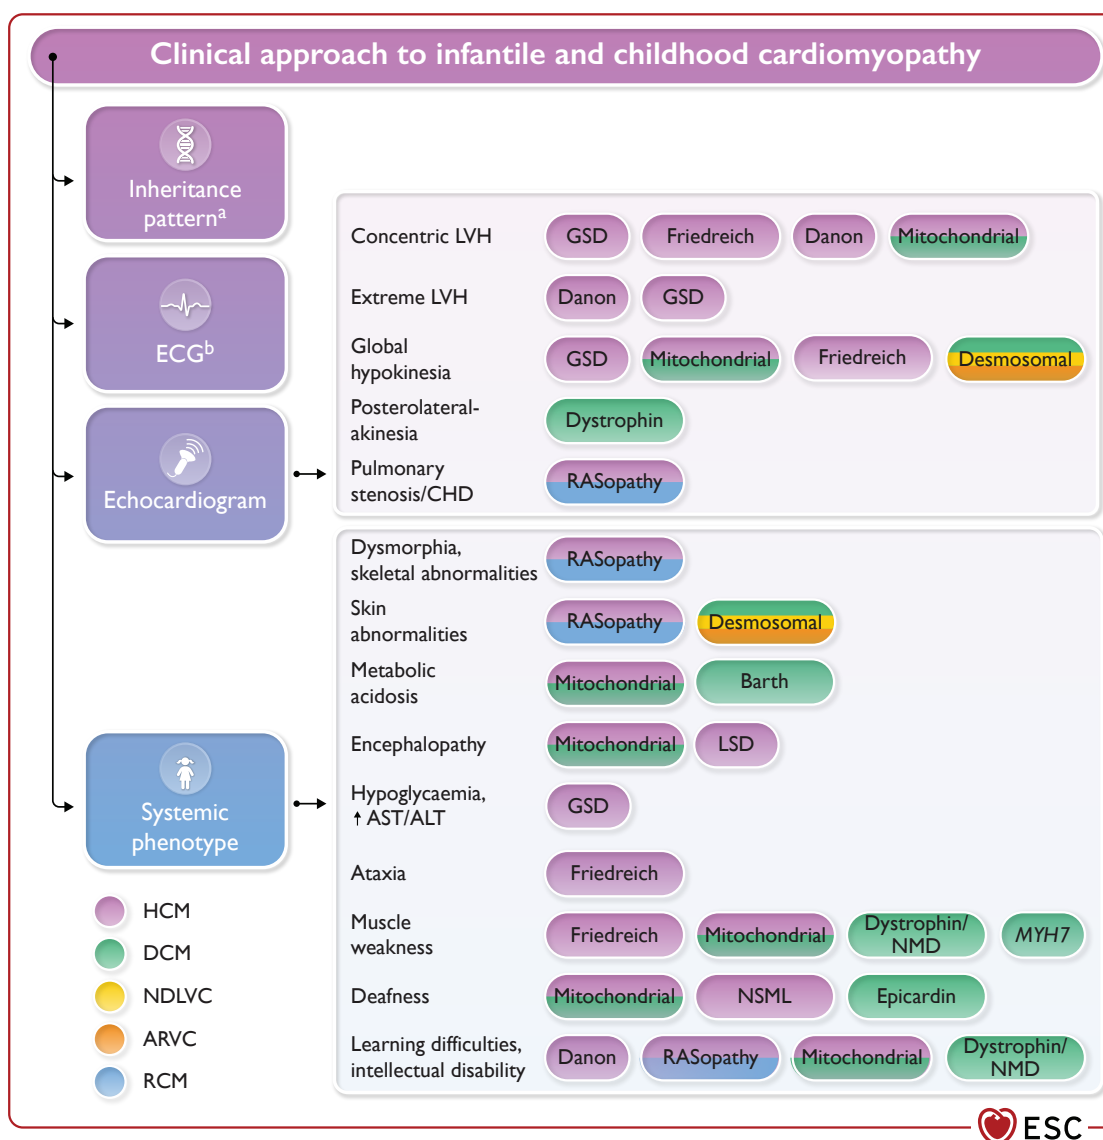 Clinical approach to infantile and childhood cardiomyopathy
Inheritance
patternᵃ
ECGᵇ
Echocardiogram
Concentric LVH GSD Friedreich Danon Mitochondrial
Extreme LVH Danon GSD
Global
hypokinesia GSD Mitochondrial Friedreich Desmosomal
Posterolateral-
akinesia Dystrophin
Pulmonary
stenosis/CHD RASopathy
Systemic
phenotype
Dysmorphia,
skeletal abnormalities RASopathy
Skin
abnormalities RASopathy Desmosomal
Metabolic
acidosis Mitochondrial Barth
Encephalopathy Mitochondrial LSD
Hypoglycaemia,
↑ AST/ALT GSD
Ataxia Friedreich
Muscle
weakness Friedreich Mitochondrial Dystrophin/
NMD MYH7
Deafness Mitochondrial NSML Epicardin
Learning difficulties,
intellectual disability Danon RASopathy Mitochondrial Dystrophin/
NMD
HCM
DCM
NDLVC
ARVC
RCM
ESC